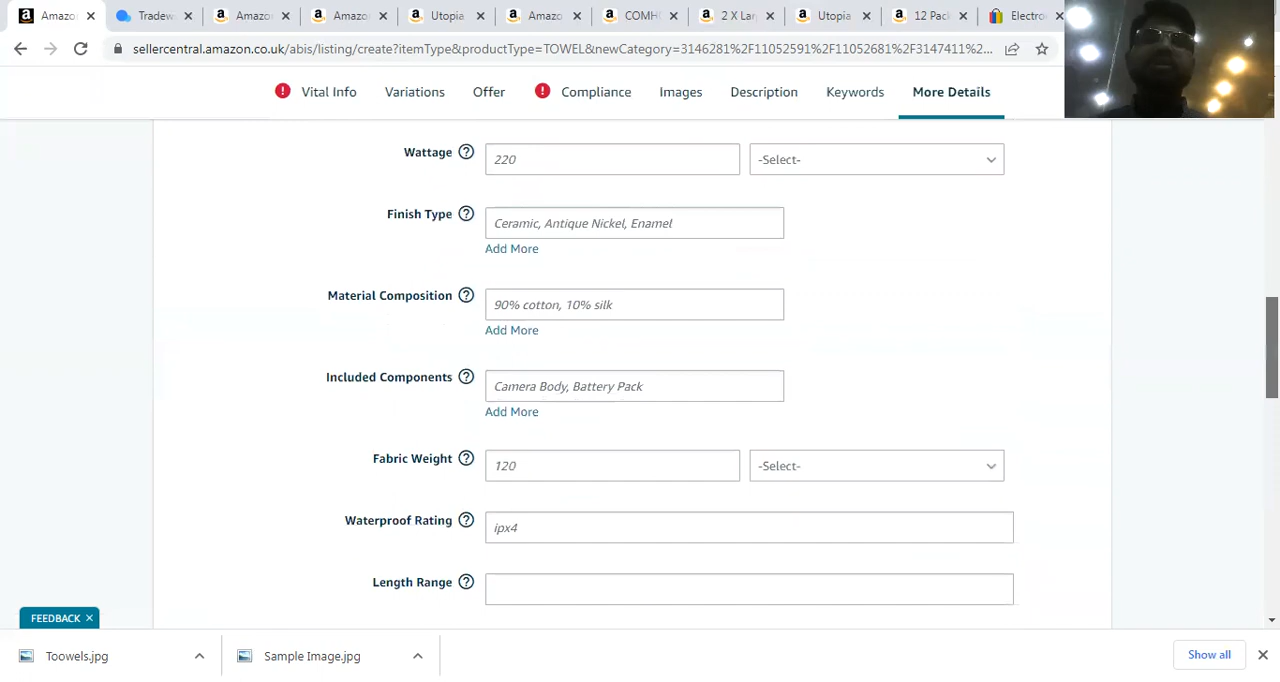 Amazo
Tradew
Amazon
Amazo
Utopia
Amazo
COMH
2 X Lar
Utopia
12 Pack
Electro
sellercentral.amazon.co.uk/abis/listing/create?itemType&productType=TOWEL&newCategory=3146281%2F11052591%2F11052681%2F3147411%2...
Vital Info
Variations
Offer
Compliance
Images
Description
Keywords
More Details
Wattage
220
-Select-
Finish Type
Ceramic, Antique Nickel, Enamel
Add More
Material Composition
90% cotton, 10% silk
Add More
Included Components
Camera Body, Battery Pack
Add More
Fabric Weight
120
-Select-
Waterproof Rating
ipx4
Length Range
FEEDBACK
Toowels.jpg
Sample Image.jpg
Show all